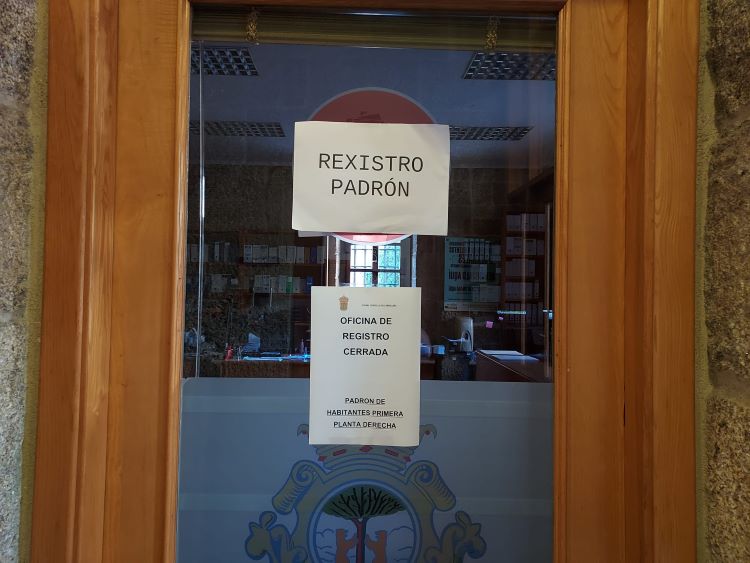 REXISTRO
PADRÓN
OFICINA DE
REGISTRO
CERRADA
PADRON DE
HABITANTES PRIMERA
PLANTA DERECHA